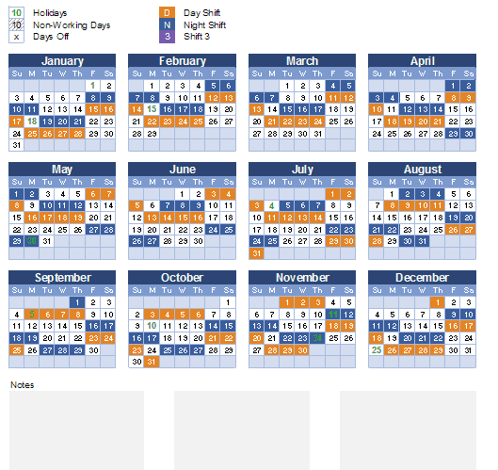 10 Holidays
10 Non-Working Days
x Days Off
D Day Shift
N Night Shift
3 Shift 3
January
Su M Tu W Th F Sa
1 2
3 4 5 6 7 8 9
10 11 12 13 14 15 16
17 18 19 20 21 22 23
24 25 26 27 28 29 30
31
February
Su M Tu W Th F Sa
1 2 3 4 5 6
7 8 9 10 11 12 13
14 15 16 17 18 19 20
21 22 23 24 25 26 27
28 29
March
Su M Tu W Th F Sa
1 2 3 4 5
6 7 8 9 10 11 12
13 14 15 16 17 18 19
20 21 22 23 24 25 26
27 28 29 30 31
April
Su M Tu W Th F Sa
1 2
3 4 5 6 7 8 9
10 11 12 13 14 15 16
17 18 19 20 21 22 23
24 25 26 27 28 29 30
May
Su M Tu W Th F Sa
1 2 3 4 5 6 7
8 9 10 11 12 13 14
15 16 17 18 19 20 21
22 23 24 25 26 27 28
29 30 31
June
Su M Tu W Th F Sa
1 2 3 4
5 6 7 8 9 10 11
12 13 14 15 16 17 18
19 20 21 22 23 24 25
26 27 28 29 30
July
Su M Tu W Th F Sa
1 2
3 4 5 6 7 8 9
10 11 12 13 14 15 16
17 18 19 20 21 22 23
24 25 26 27 28 29 30
31
August
Su M Tu W Th F Sa
1 2 3 4 5 6
7 8 9 10 11 12 13
14 15 16 17 18 19 20
21 22 23 24 25 26 27
28 29 30 31
September
Su M Tu W Th F Sa
1 2 3
4 5 6 7 8 9 10
11 12 13 14 15 16 17
18 19 20 21 22 23 24
25 26 27 28 29 30
October
Su M Tu W Th F Sa
1
2 3 4 5 6 7 8
9 10 11 12 13 14 15
16 17 18 19 20 21 22
23 24 25 26 27 28 29
30 31
November
Su M Tu W Th F Sa
1 2 3 4 5
6 7 8 9 10 11 12
13 14 15 16 17 18 19
20 21 22 23 24 25 26
27 28 29 30
December
Su M Tu W Th F Sa
1 2 3
4 5 6 7 8 9 10
11 12 13 14 15 16 17
18 19 20 21 22 23 24
25 26 27 28 29 30 31
Notes